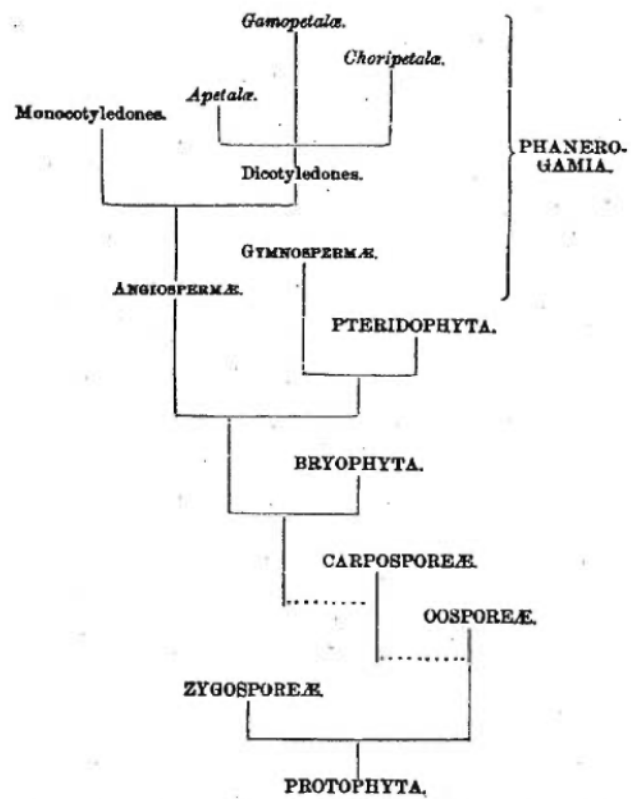 Gamopetalæ.
Choripetalæ.
Apetalæ.
Monocotyledones.
PHANERO-
GAMIA.
Dicotyledones.
GYMNOSPERMÆ.
ANGIOSPERMÆ.
PTERIDOPHYTA.
BRYOPHYTA.
CARPOSPOREÆ.
OOSPOREÆ.
ZYGOSPOREÆ.
PROTOPHYTA.